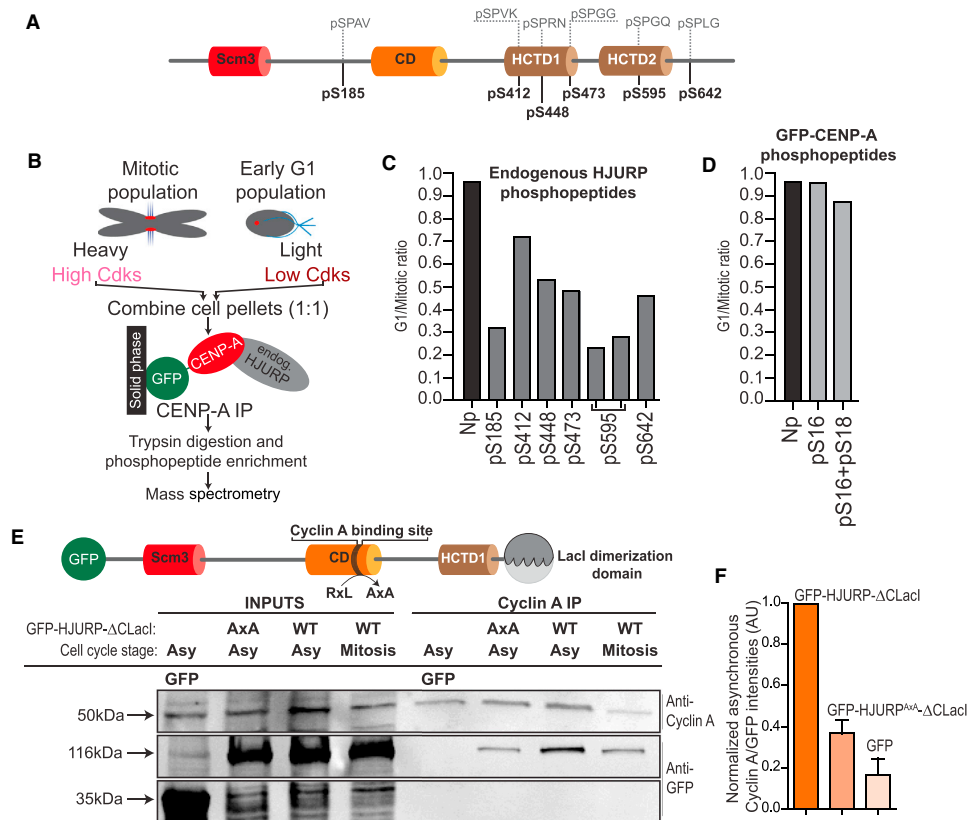 A
pSPAV
pSPVK
pSPRN
pSPGG
pSPGQ
pSPLG
Scm3
CD
HCTD1
HCTD2
pS185
pS412
pS448
pS473
pS595
pS642
B
Mitotic
population
Early G1
population
Heavy
Light
High Cdks
Low Cdks
Combine cell pellets (1:1)
Solid phase
GFP
CENP-A
endog.
HJURP
CENP-A IP
Trypsin digestion and
phosphopeptide enrichment
Mass spectrometry
C
Endogenous HJURP
phosphopeptides
G1/Mitotic ratio
1.0
0.9
0.8
0.7
0.6
0.5
0.4
0.3
0.2
0.1
0.0
Np
pS185
pS412
pS448
pS473
pS595
pS642
D
GFP-CENP-A
phosphopeptides
G1/Mitotic ratio
1.0
0.9
0.8
0.7
0.6
0.5
0.4
0.3
0.2
0.1
0.0
Np
pS16
pS16+pS18
E
Cyclin A binding site
GFP
Scm3
CD
HCTD1
LacI dimerization
domain
RxL
AxA
INPUTS
Cyclin A IP
GFP-HJURP-ΔCLacI:
AxA
WT
WT
AxA
WT
WT
Cell cycle stage:
Asy
Asy
Asy
Mitosis
Asy
Asy
Asy
Mitosis
GFP
GFP
50kDa
Anti-
Cyclin A
116kDa
35kDa
Anti-
GFP
F
Normalized asynchronous
Cyclin A/GFP intensities (AU)
1.0
0.8
0.6
0.4
0.2
0.0
GFP-HJURP-ΔCLacI
GFP-HJURPAxA-ΔCLacI
GFP